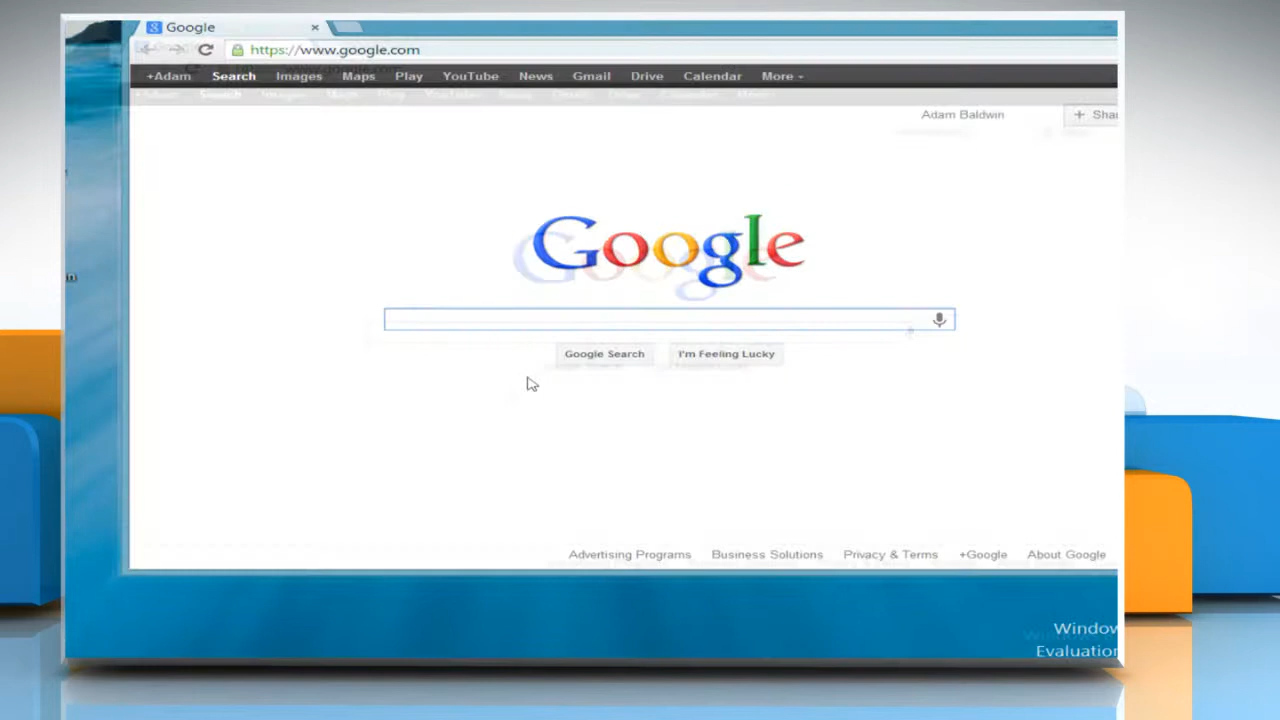 Google
https://www.google.com
+Adam Search Images Maps Play YouTube News Gmail Drive Calendar More
Adam Baldwin + Shar
Google
Google Search I'm Feeling Lucky
Advertising Programs Business Solutions Privacy & Terms +Google About Google
Window
Evaluation